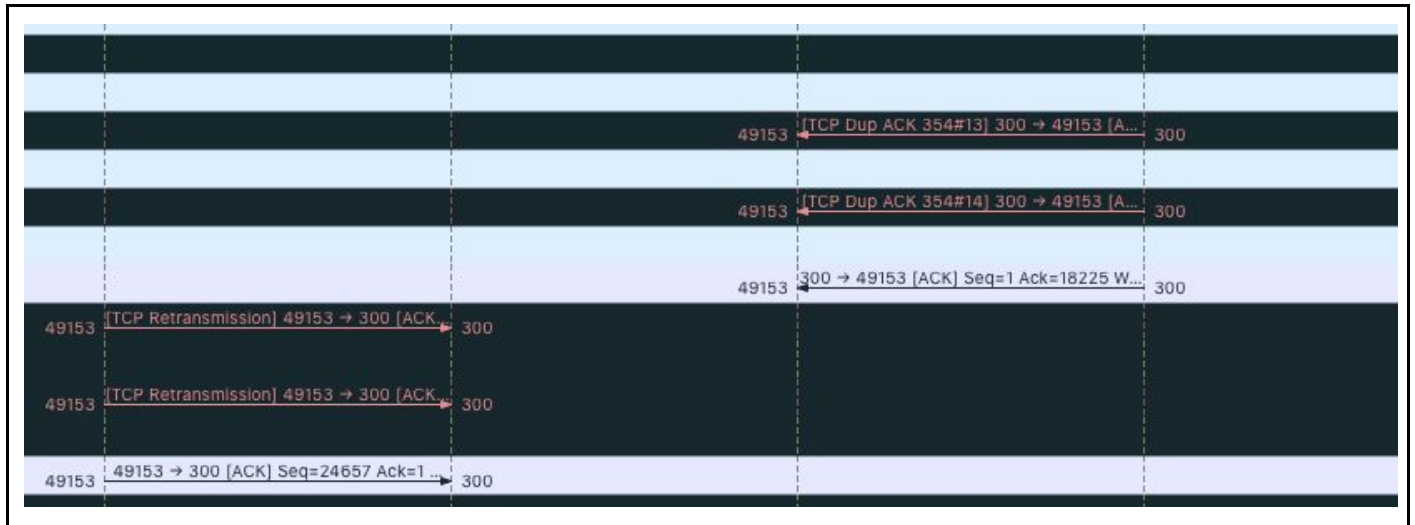 49153 [TCP Dup ACK 354#13] 300 → 49153 [A... 300
49153 [TCP Dup ACK 354#14] 300 → 49153 [A... 300
49153 300 → 49153 [ACK] Seq=1 Ack=18225 W... 300
49153 [TCP Retransmission] 49153 → 300 [ACK... 300
49153 [TCP Retransmission] 49153 → 300 [ACK... 300
49153 49153 → 300 [ACK] Seq=24657 Ack=1 ... 300